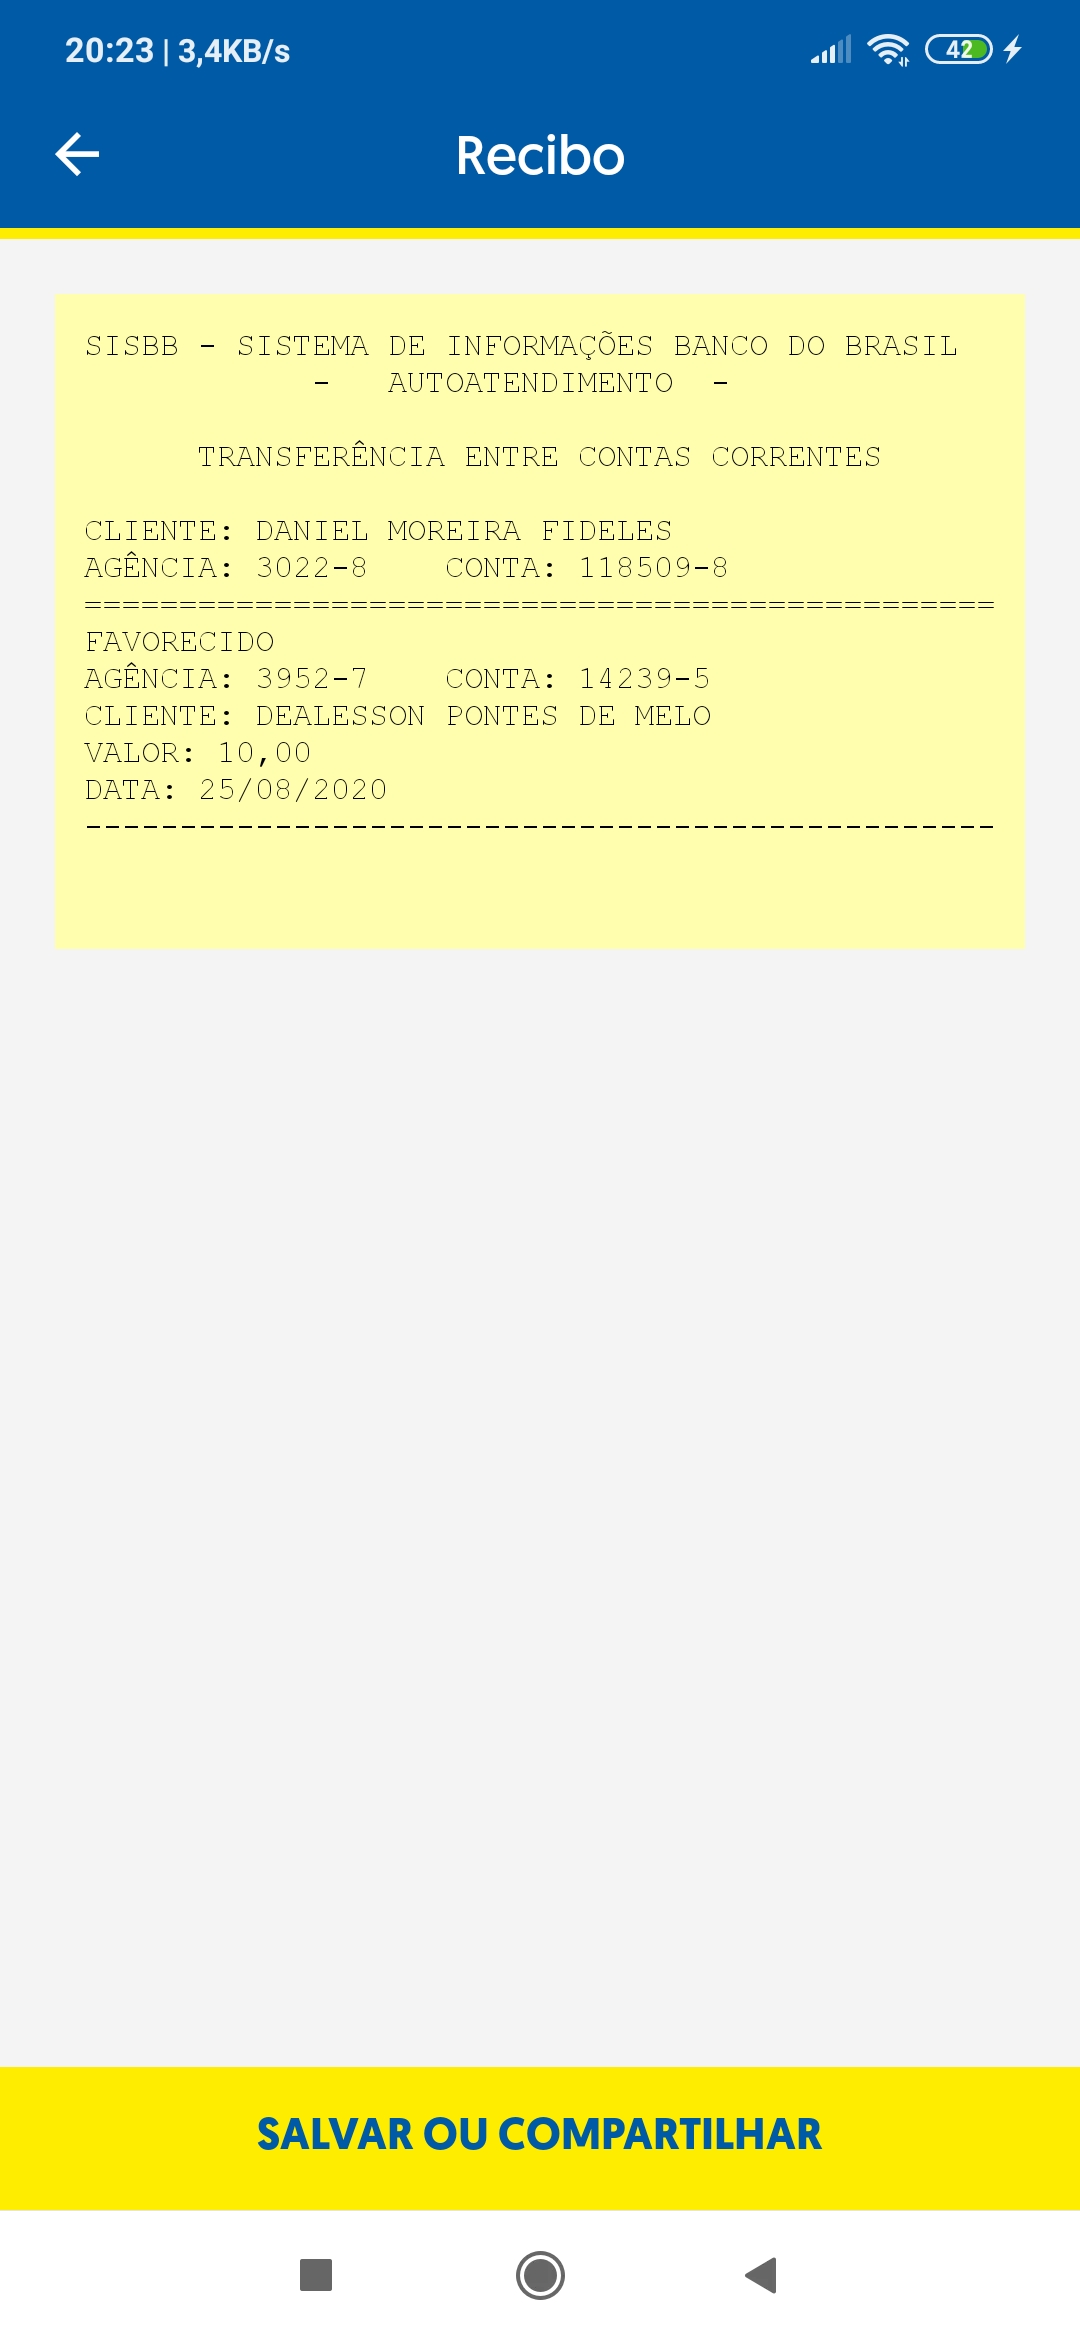 20:23 | 3,4KB/s
42
Recibo
SISBB - SISTEMA DE INFORMAÇÕES BANCO DO BRASIL
- AUTOATENDIMENTO -
TRANSFERÊNCIA ENTRE CONTAS CORRENTES
CLIENTE: DANIEL MOREIRA FIDELES
AGÊNCIA: 3022-8 CONTA: 118509-8
================================================
FAVORECIDO
AGÊNCIA: 3952-7 CONTA: 14239-5
CLIENTE: DEALESSON PONTES DE MELO
VALOR: 10,00
DATA: 25/08/2020
------------------------------------------------
SALVAR OU COMPARTILHAR